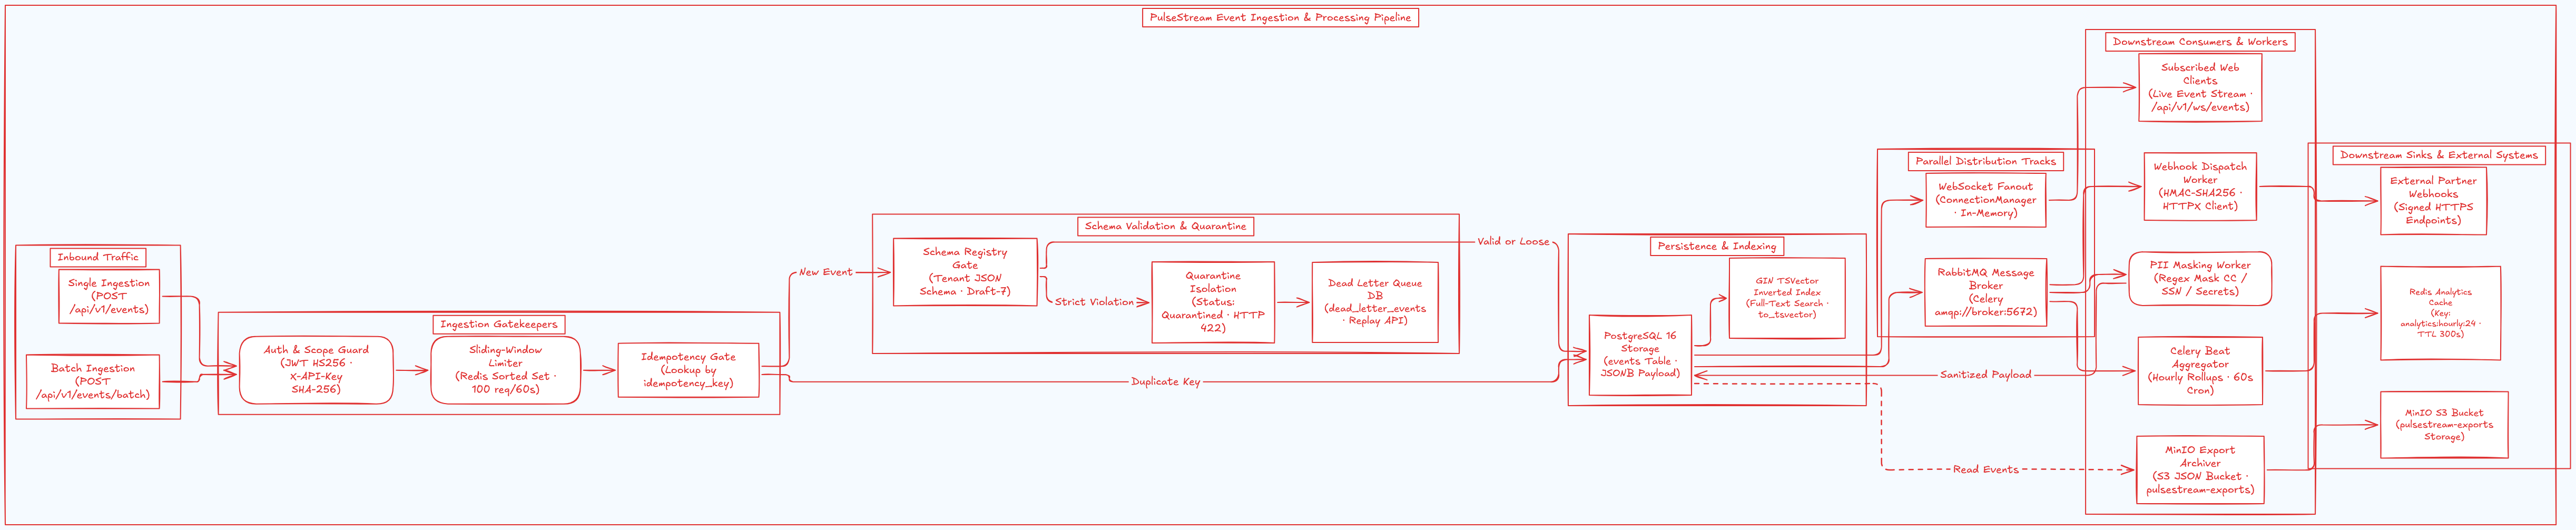 PulseStream Event Ingestion & Processing Pipeline
Inbound Traffic
Single Ingestion
(POST
/api/v1/events)
Batch Ingestion
(POST
/api/v1/events/batch)
Ingestion Gatekeepers
Auth & Scope Guard
(JWT HS256 ·
X-API-Key
SHA-256)
Sliding-Window
Limiter
(Redis Sorted Set ·
100 req/60s)
Idempotency Gate
(Lookup by
idempotency_key)
New Event
Duplicate Key
Schema Validation & Quarantine
Schema Registry
Gate
(Tenant JSON
Schema · Draft-7)
Strict Violation
Quarantine
Isolation
(Status:
Quarantined · HTTP
422)
Dead Letter Queue
DB
(dead_letter_events
· Replay API)
Valid or Loose
Persistence & Indexing
PostgreSQL 16
Storage
(events Table ·
JSONB Payload)
GIN TSVector
Inverted Index
(Full-Text Search ·
to_tsvector)
Parallel Distribution Tracks
WebSocket Fanout
(ConnectionManager
· In-Memory)
RabbitMQ Message
Broker
(Celery
amqp://broker:5672)
Sanitized Payload
Read Events
Downstream Consumers & Workers
Subscribed Web
Clients
(Live Event Stream ·
/api/v1/ws/events)
Webhook Dispatch
Worker
(HMAC-SHA256 ·
HTTPX Client)
PII Masking Worker
(Regex Mask CC /
SSN / Secrets)
Celery Beat
Aggregator
(Hourly Rollups · 60s
Cron)
MinIO Export
Archiver
(S3 JSON Bucket ·
pulsestream-exports)
Downstream Sinks & External Systems
External Partner
Webhooks
(Signed HTTPS
Endpoints)
Redis Analytics
Cache
(Key:
analytics:hourly:24 ·
TTL 300s)
MinIO S3 Bucket
(pulsestream-exports
Storage)